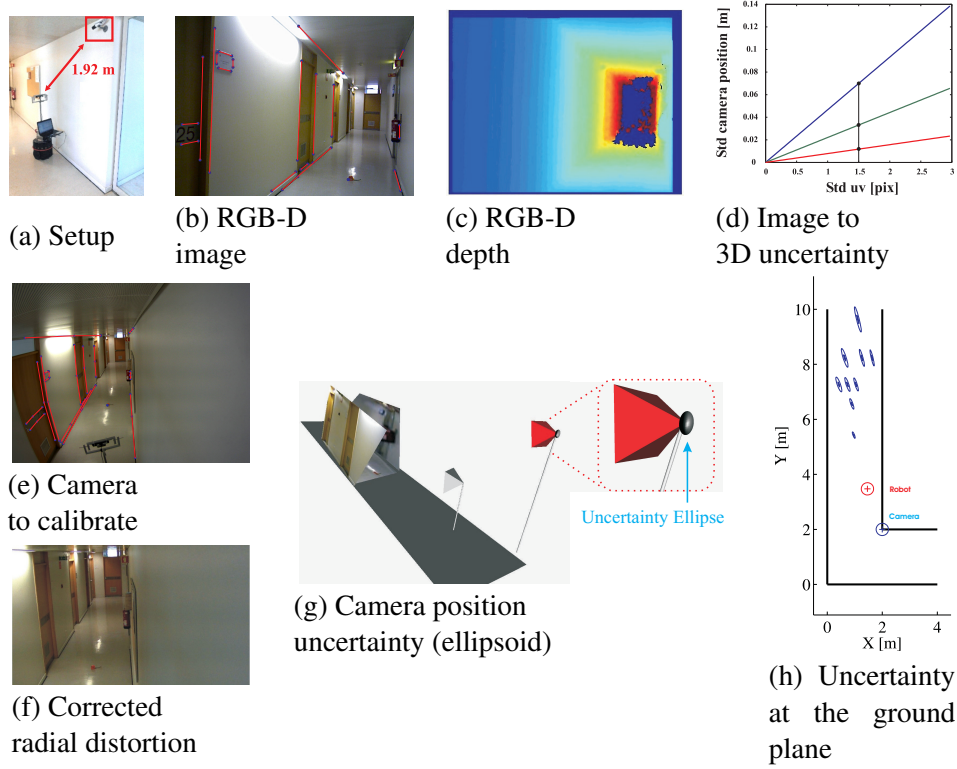 1.92 m
25
(a) Setup
(b) RGB-D
image
(c) RGB-D
depth
Std camera position [m]
0.14
0.12
0.1
0.08
0.06
0.04
0.02
0
0 0.5 1 1.5 2 2.5 3
Std uv [pix]
(d) Image to
3D uncertainty
(e) Camera
to calibrate
(f) Corrected
radial distortion
Uncertainty Ellipse
(g) Camera position
uncertainty (ellipsoid)
Y [m]
10
8
6
4
2
0
Robot
Camera
0 2 4
X [m]
(h) Uncertainty
at the ground
plane